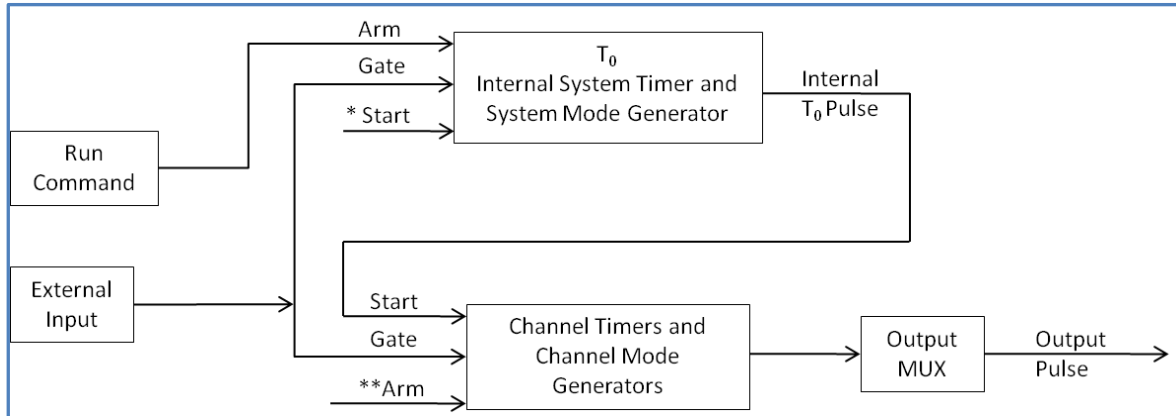 Arm
Gate
* Start
T₀
Internal System Timer and
System Mode Generator
Internal
T₀ Pulse
Run
Command
External
Input
Start
Gate
**Arm
Channel Timers and
Channel Mode
Generators
Output
MUX
Output
Pulse